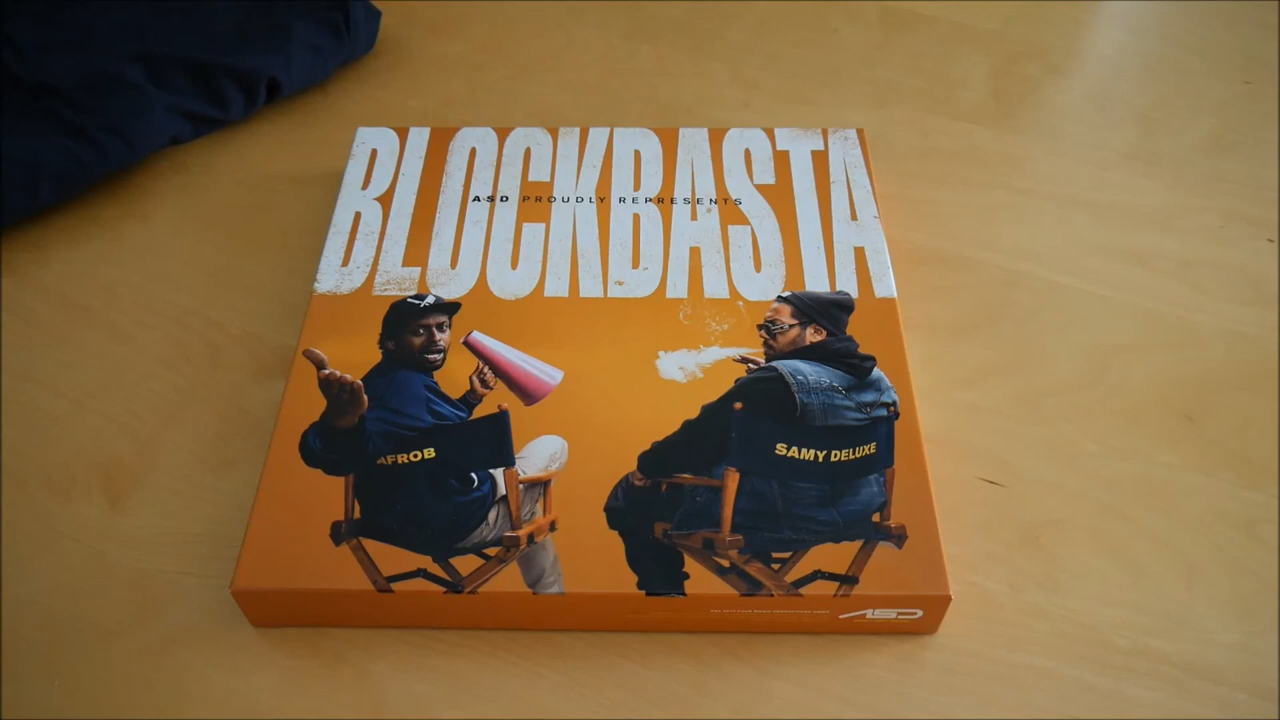 BLOCKBASTA
ASD PROUDLY REPRESENTS
AFROB
SAMY DELUXE
ASD